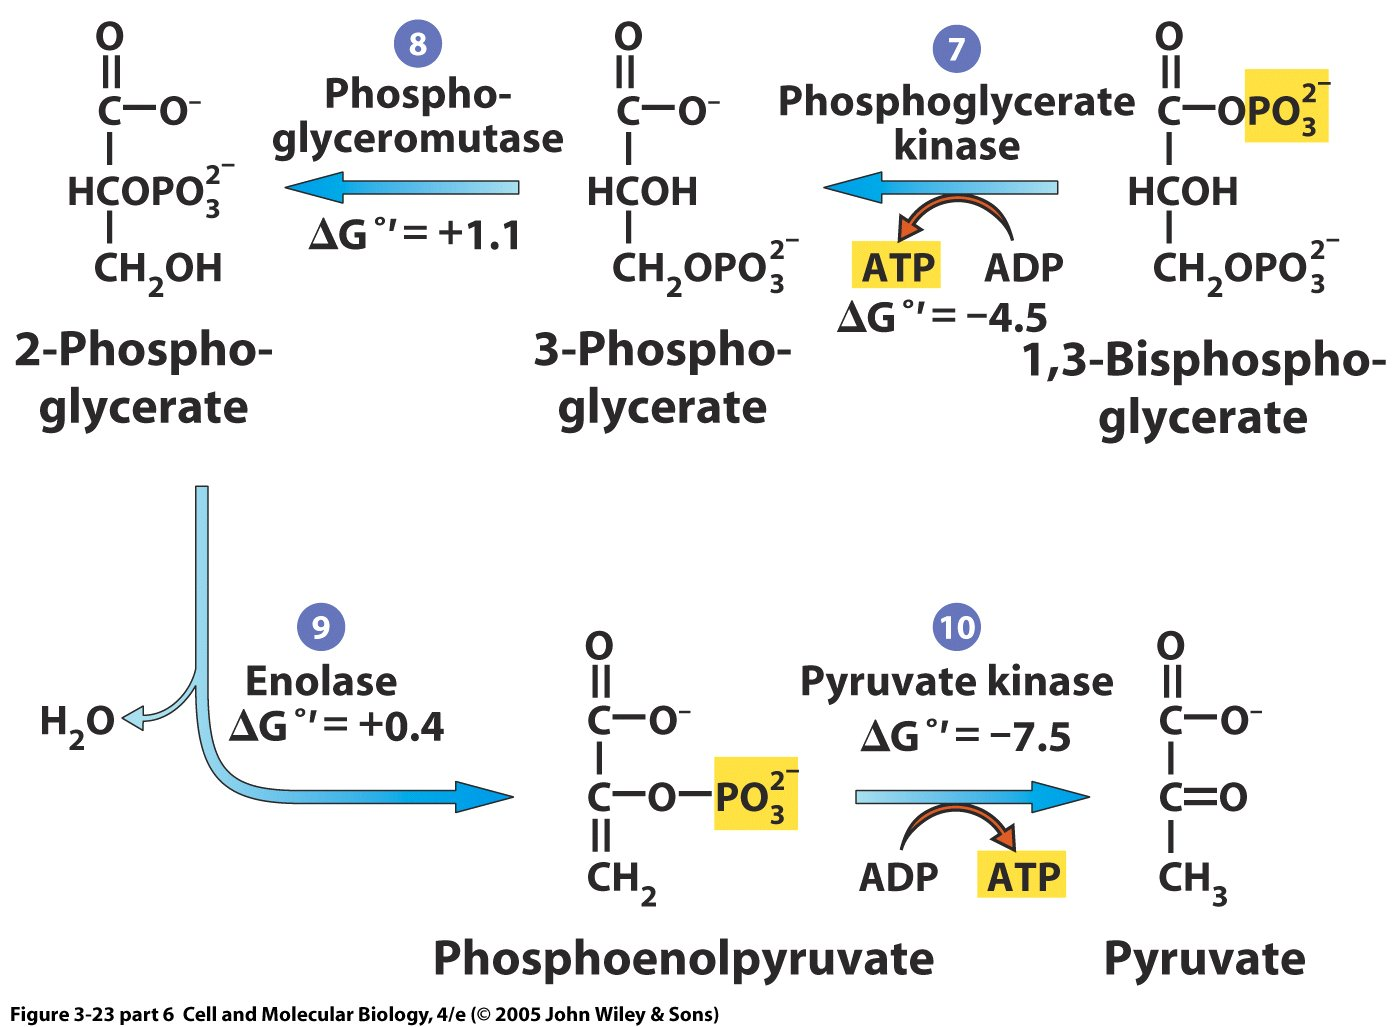 8
Phospho-
glyceromutase
ΔG°′ = +1.1
7
Phosphoglycerate
kinase
ATP ADP
ΔG°′ = −4.5
O
C—O⁻
HCOPO₃²⁻
CH₂OH
2-Phospho-
glycerate
O
C—O⁻
HCOH
CH₂OPO₃²⁻
3-Phospho-
glycerate
O
C—OPO₃²⁻
HCOH
CH₂OPO₃²⁻
1,3-Bisphospho-
glycerate
H₂O
9
Enolase
ΔG°′ = +0.4
O
C—O⁻
C—O—PO₃²⁻
CH₂
Phosphoenolpyruvate
10
Pyruvate kinase
ΔG°′ = −7.5
ADP ATP
O
C—O⁻
C=O
CH₃
Pyruvate
Figure 3-23 part 6 Cell and Molecular Biology, 4/e (© 2005 John Wiley & Sons)